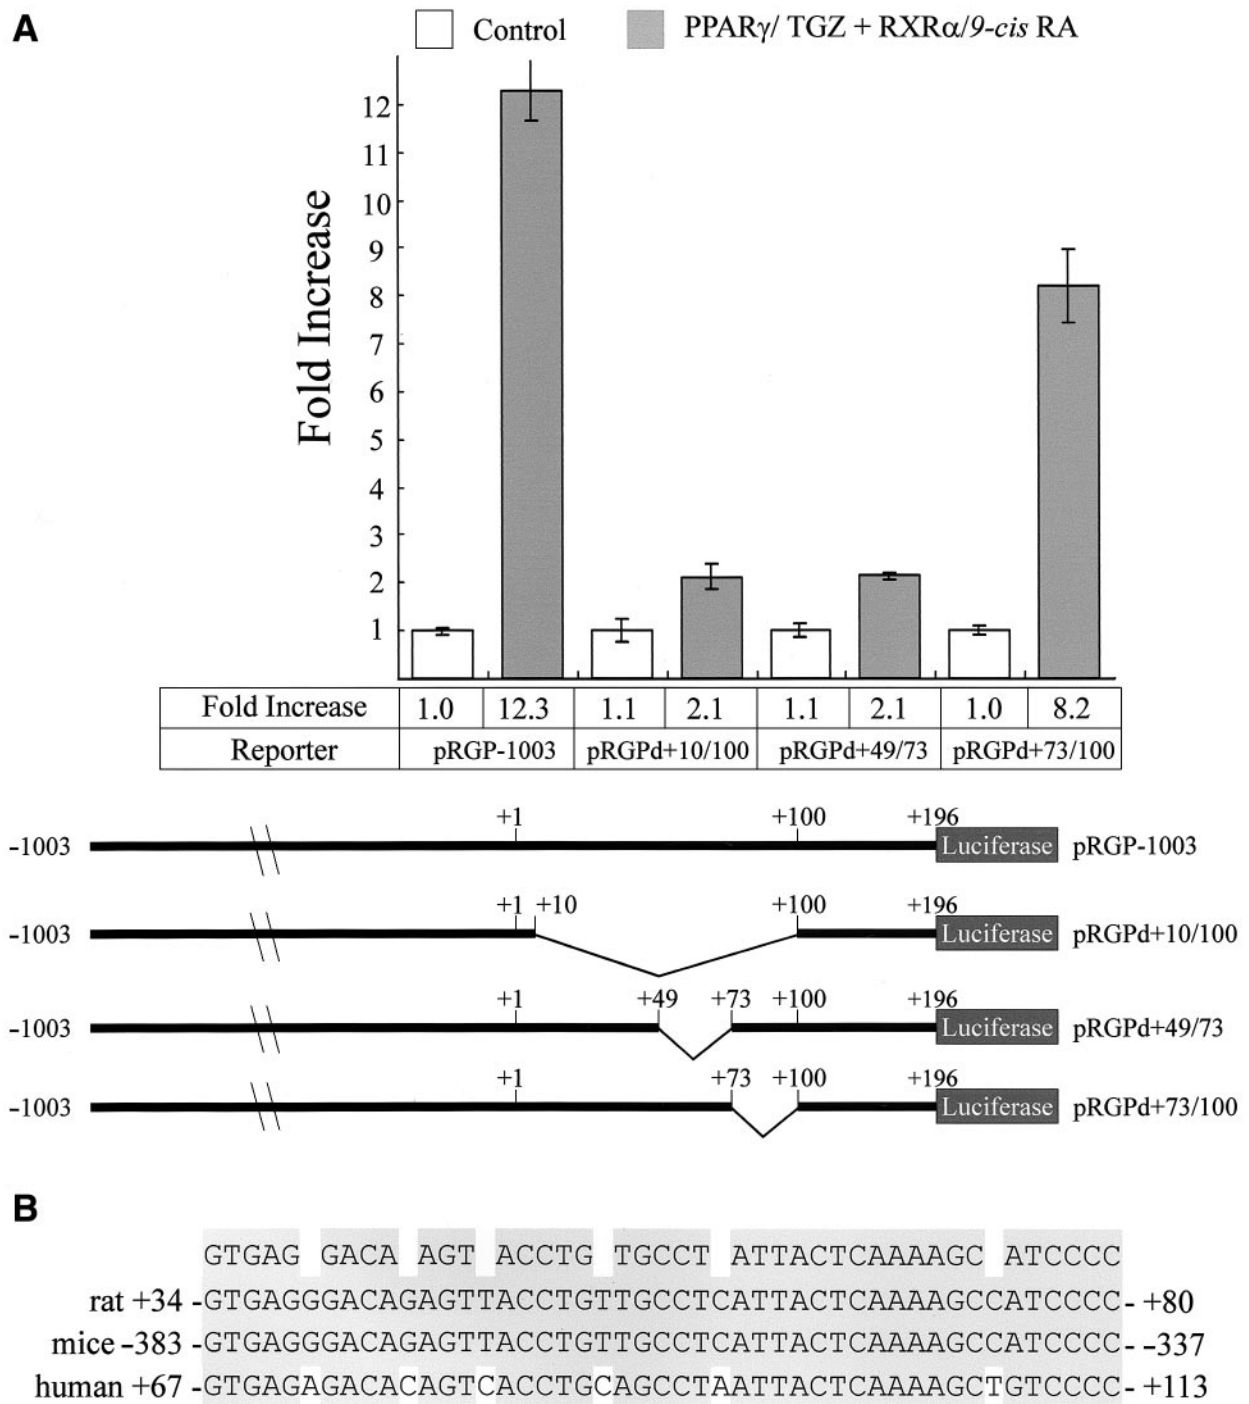 A
Control PPARγ/ TGZ + RXRα/9-cis RA
Fold Increase
12
11
10
9
8
7
6
5
4
3
2
1
Fold Increase 1.0 12.3 1.1 2.1 1.1 2.1 1.0 8.2
Reporter pRGP-1003 pRGPd+10/100 pRGPd+49/73 pRGPd+73/100
+1 +100 +196
-1003 Luciferase pRGP-1003
+1 +10 +100 +196
-1003 Luciferase pRGPd+10/100
+1 +49 +73 +100 +196
-1003 Luciferase pRGPd+49/73
+1 +73 +100 +196
-1003 Luciferase pRGPd+73/100
B
GTGAG GACA AGT ACCTG TGCCT ATTACTCAAAAGC ATCCCC
rat +34 -GTGAGGGACAGAGTTACCTGTTGCCTCATTACTCAAAAGCCATCCCC- +80
mice -383 -GTGAGGGACAGAGTTACCTGTTGCCTCATTACTCAAAAGCCATCCCC- -337
human +67 -GTGAGAGACACAGTCACCTGCAGCCTAATTACTCAAAAGCTGTCCCC- +113